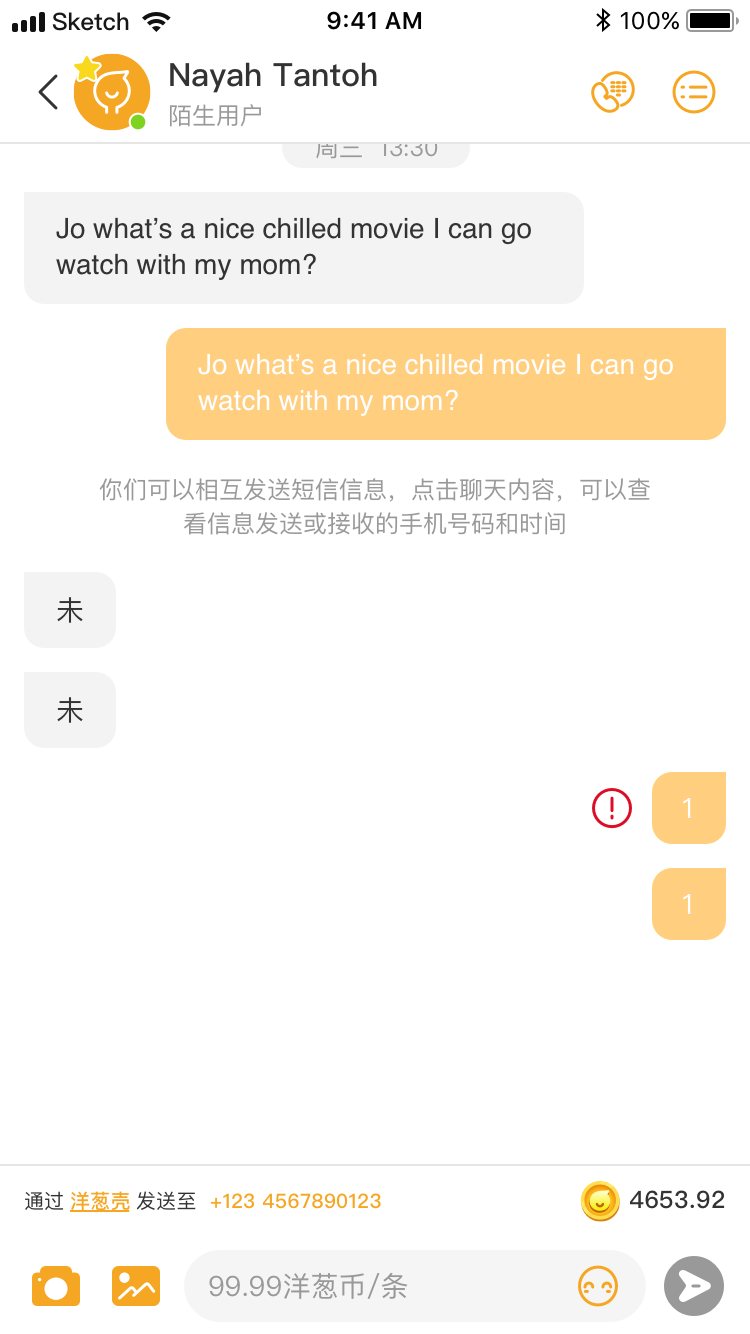 Sketch 9:41 AM 100%
Nayah Tantoh
陌生用户
周三 13:30
Jo what’s a nice chilled movie I can go
watch with my mom?
Jo what’s a nice chilled movie I can go
watch with my mom?
你们可以相互发送短信信息，点击聊天内容，可以查
看信息发送或接收的手机号码和时间
未
未
1
1
通过 洋葱壳 发送至 +123 4567890123 4653.92
99.99洋葱币/条